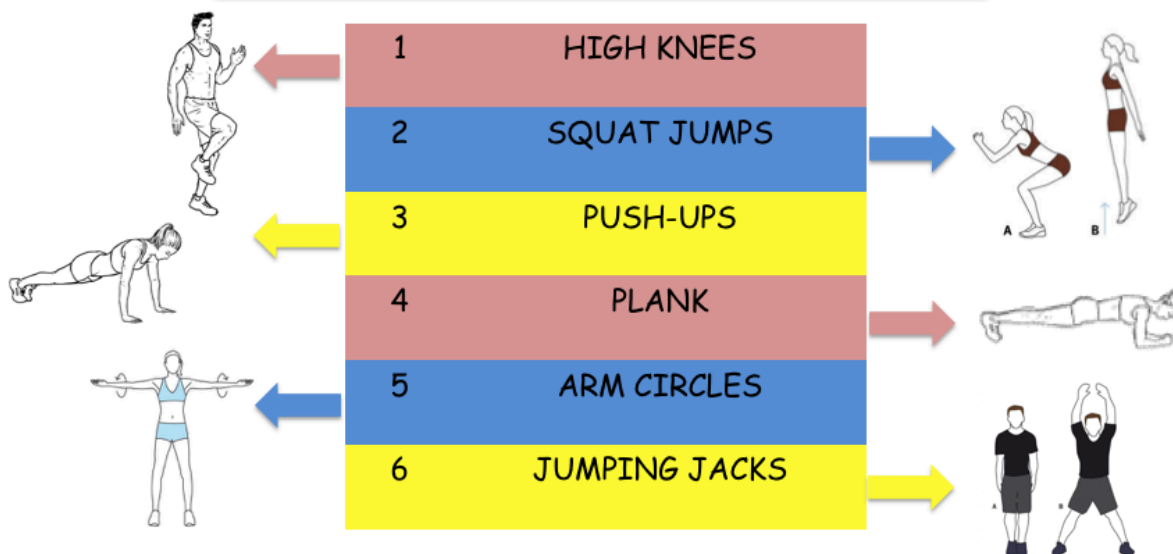 1 HIGH KNEES
2 SQUAT JUMPS
3 PUSH-UPS
A B
4 PLANK
5 ARM CIRCLES
6 JUMPING JACKS
A B